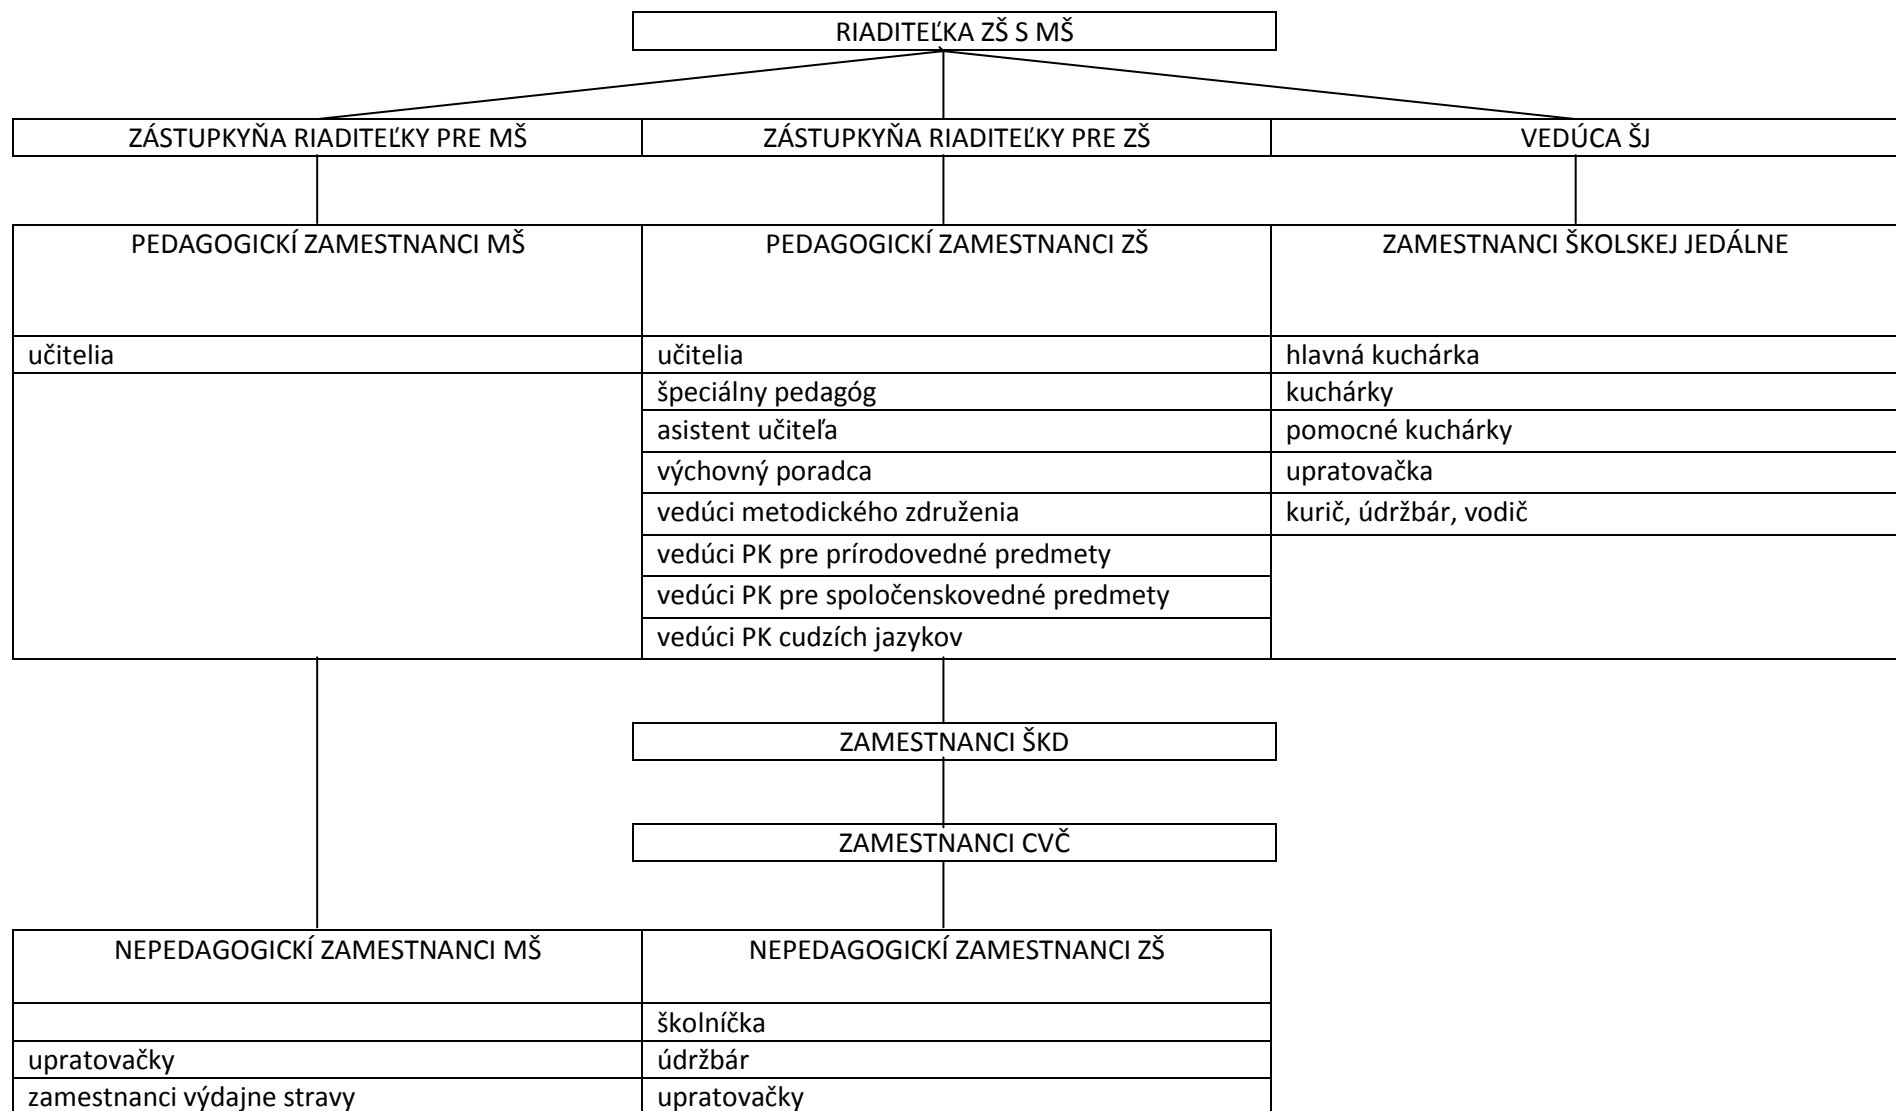 RIADITEĽKA ZŠ S MŠ
ZÁSTUPKYŇA RIADITEĽKY PRE MŠ
ZÁSTUPKYŇA RIADITEĽKY PRE ZŠ
VEDÚCA ŠJ
PEDAGOGICKÍ ZAMESTNANCI MŠ
PEDAGOGICKÍ ZAMESTNANCI ZŠ
ZAMESTNANCI ŠKOLSKEJ JEDÁLNE
učitelia
učitelia
hlavná kuchárka
špeciálny pedagóg
kuchárky
asistent učiteľa
pomocné kuchárky
výchovný poradca
upratovačka
vedúci metodického združenia
kurič, údržbár, vodič
vedúci PK pre prírodovedné predmety
vedúci PK pre spoločenskovedné predmety
vedúci PK cudzích jazykov
ZAMESTNANCI ŠKD
ZAMESTNANCI CVČ
NEPEDAGOGICKÍ ZAMESTNANCI MŠ
NEPEDAGOGICKÍ ZAMESTNANCI ZŠ
školníčka
upratovačky
údržbár
zamestnanci výdajne stravy
upratovačky